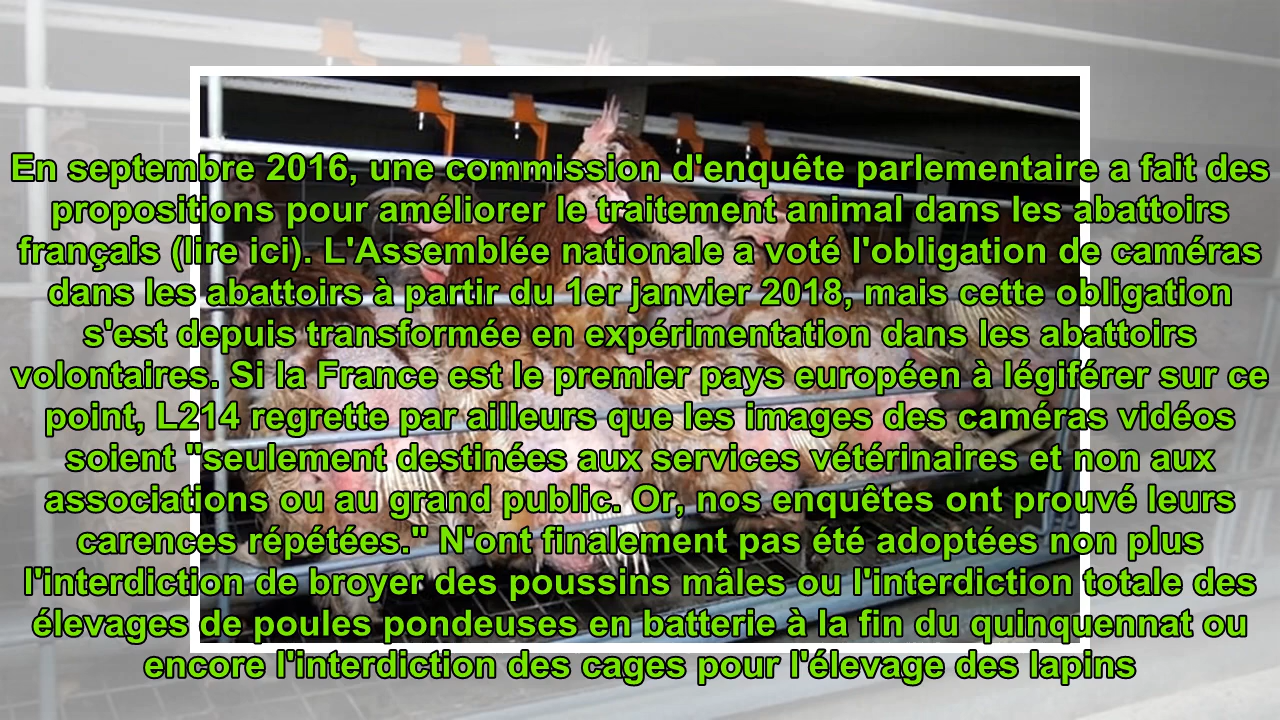 En septembre 2016, une commission d'enquête parlementaire a fait des
propositions pour améliorer le traitement animal dans les abattoirs
français (lire ici). L'Assemblée nationale a voté l'obligation de caméras
dans les abattoirs à partir du 1er janvier 2018, mais cette obligation
s'est depuis transformée en expérimentation dans les abattoirs
volontaires. Si la France est le premier pays européen à légiférer sur ce
point, L214 regrette par ailleurs que les images des caméras vidéos
soient "seulement destinées aux services vétérinaires et non aux
associations ou au grand public. Or, nos enquêtes ont prouvé leurs
carences répétées." N'ont finalement pas été adoptées non plus
l'interdiction de broyer des poussins mâles ou l'interdiction totale des
élevages de poules pondeuses en batterie à la fin du quinquennat ou
encore l'interdiction des cages pour l'élevage des lapins